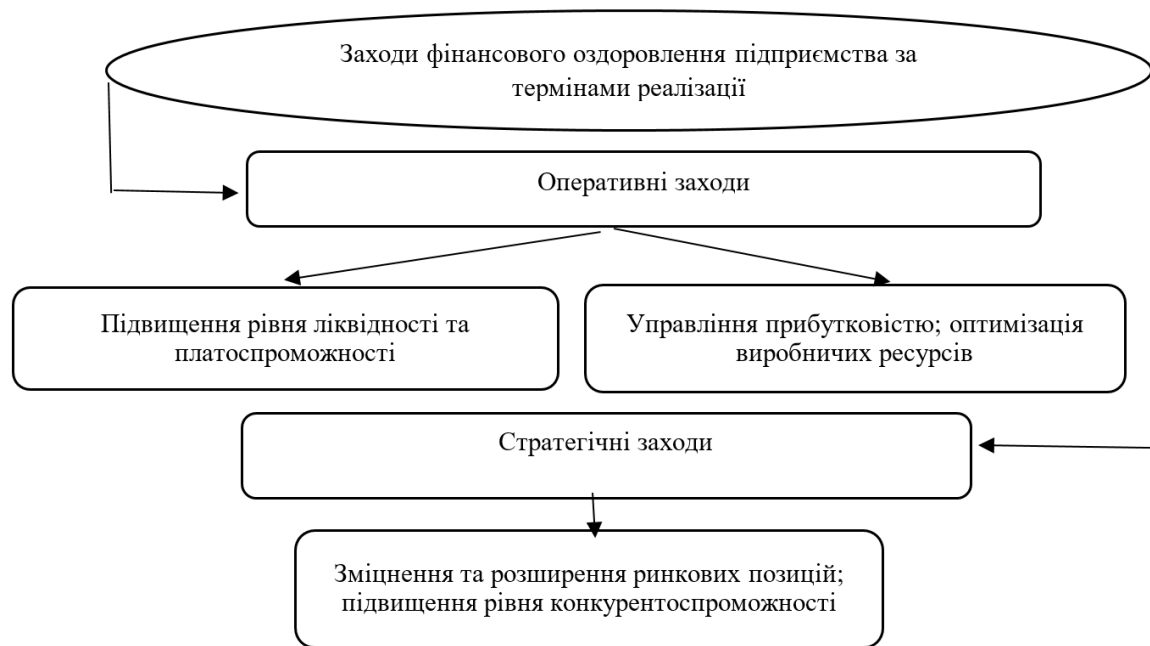 Заходи фінансового оздоровлення підприємства за
термінами реалізації
Оперативні заходи
Підвищення рівня ліквідності та
платоспроможності
Управління прибутковістю; оптимізація
виробничих ресурсів
Стратегічні заходи
Зміцнення та розширення ринкових позицій;
підвищення рівня конкурентоспроможності